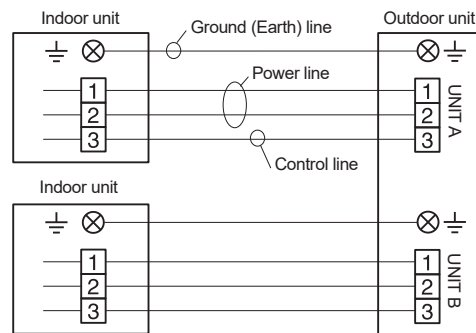 Indoor unit
Outdoor unit
Ground (Earth) line
Power line
1
2
3
1
2
3
UNIT A
Control line
Indoor unit
1
2
3
1
2
3
UNIT B